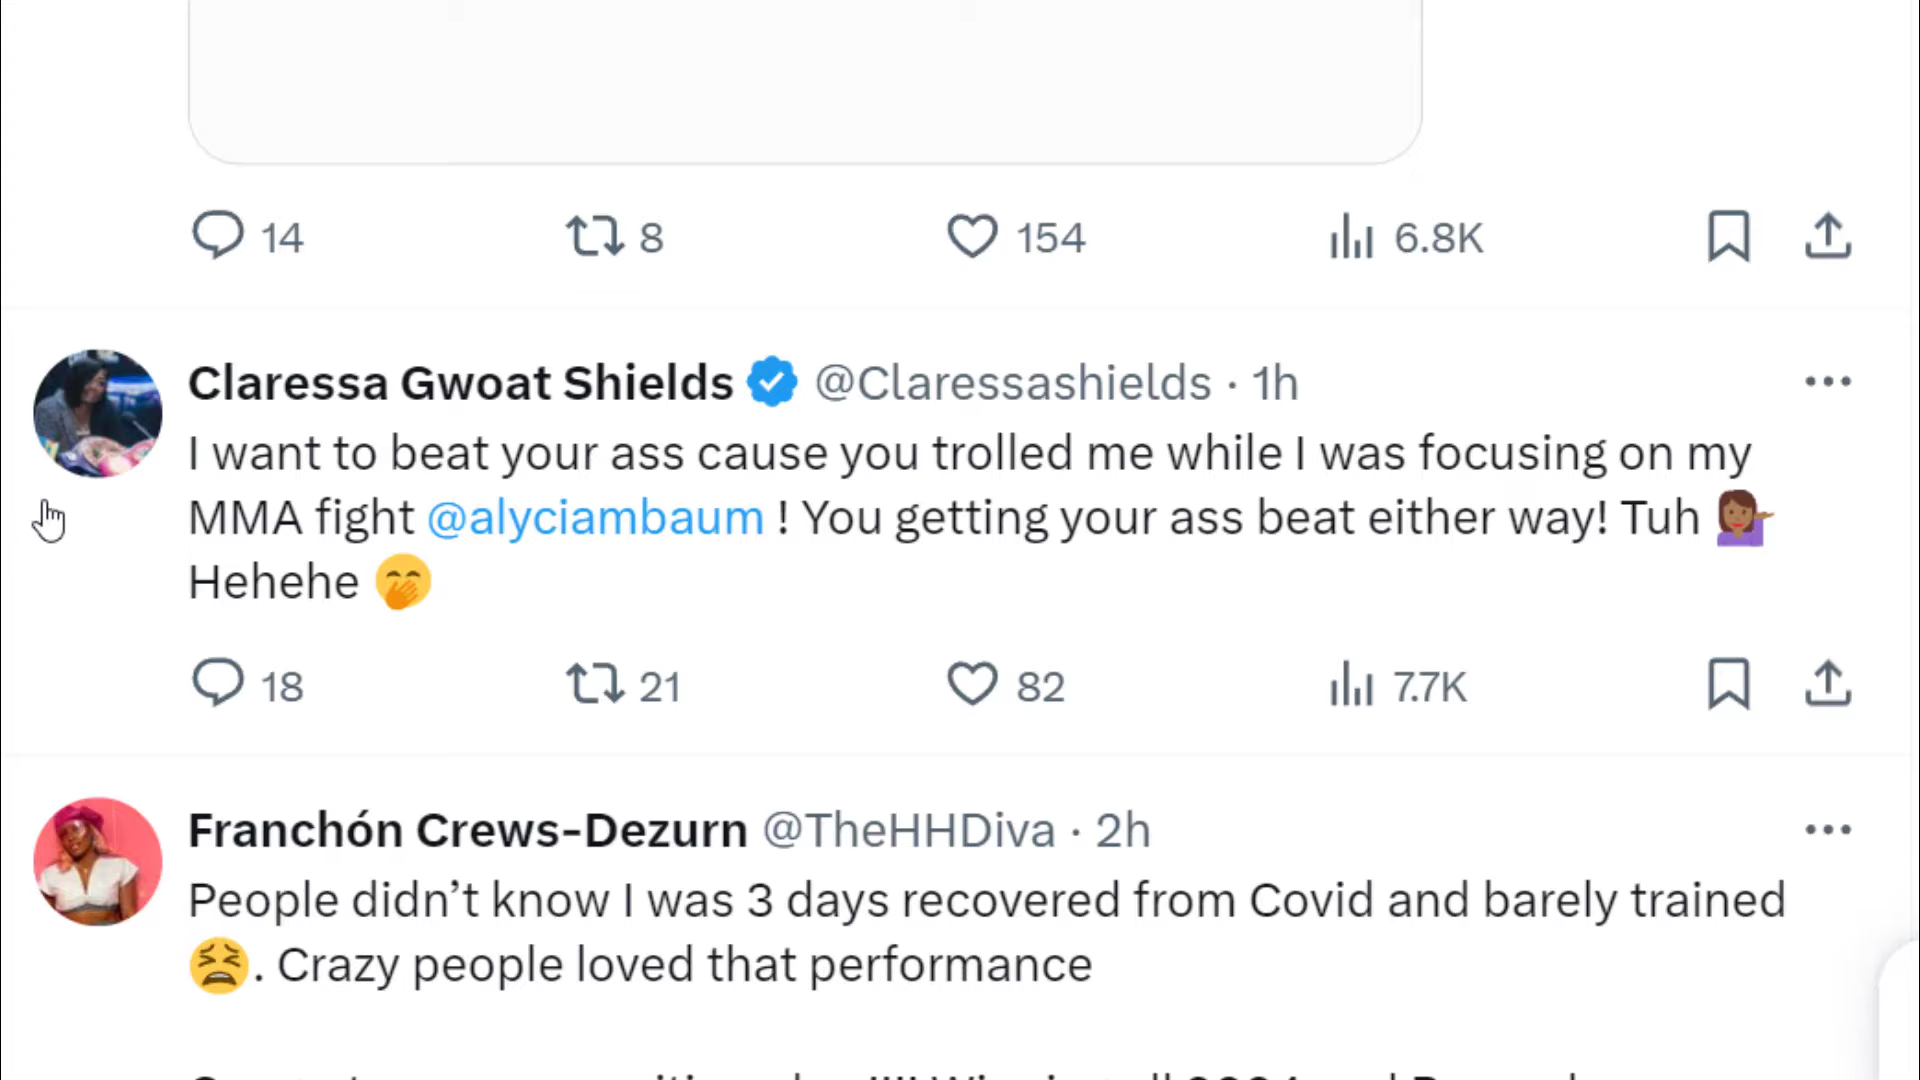 14 8 154 6.8K
Claressa Gwoat Shields @Claressashields · 1h
I want to beat your ass cause you trolled me while I was focusing on my
MMA fight @alyciambaum ! You getting your ass beat either way! Tuh 💁🏾‍♀️
Hehehe 🤭
18 21 82 7.7K
Franchón Crews-Dezurn @TheHHDiva · 2h
People didn’t know I was 3 days recovered from Covid and barely trained
😫. Crazy people loved that performance